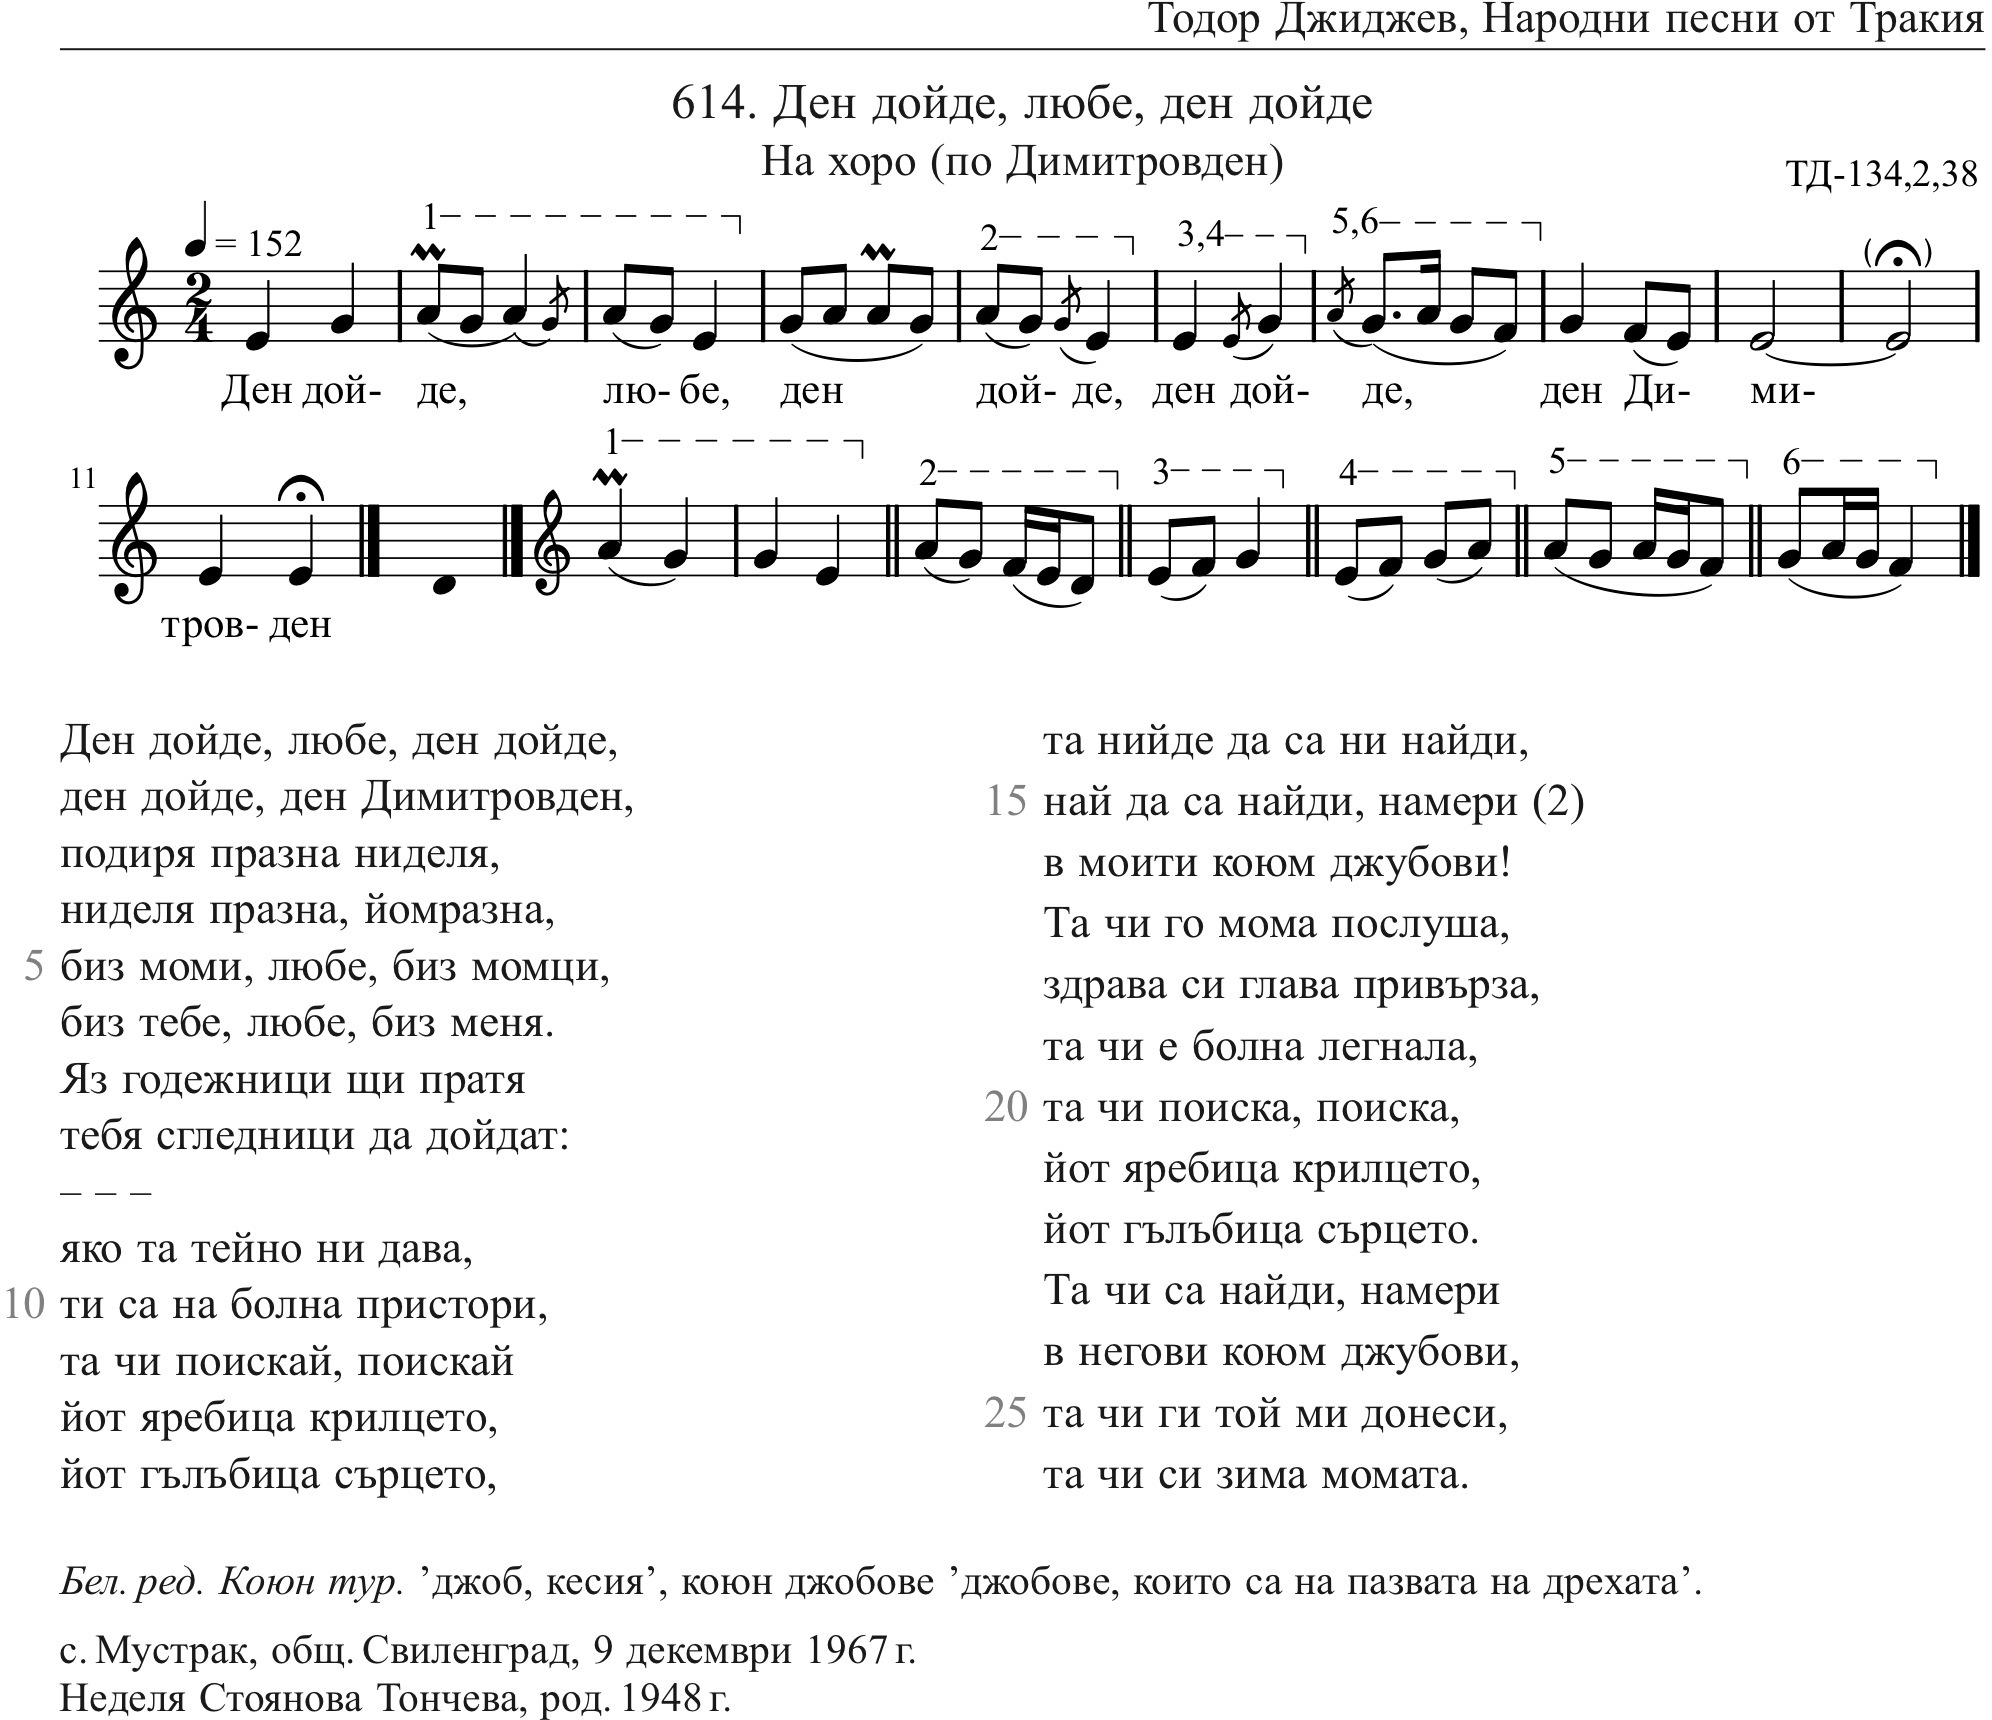 Тодор Джиджев, Народни песни от Тракия
614. Ден дойде, любе, ден дойде
На хоро (по Димитровден)
ТД-134,2,38
= 152
1 2 3,4 5,6
2 4
Ден дой- де, лю- бе, ден дой- де, ден дой- де, ден Ди- ми-
1 2 3 4 5 6
11
тров- ден
Ден дойде, любе, ден дойде,
ден дойде, ден Димитровден,
подиря празна ниделя,
ниделя празна, йомразна,
5 биз моми, любе, биз момци,
биз тебе, любе, биз меня.
Яз годежници щи пратя
тебя сгледници да дойдат:
– – –
яко та тейно ни дава,
10 ти са на болна пристори,
та чи поискай, поискай
йот яребица крилцето,
йот гълъбица сърцето,
та нийде да са ни найди,
15 най да са найди, намери (2)
в моити коюм джубови!
Та чи го мома послуша,
здрава си глава привърза,
та чи е болна легнала,
20 та чи поиска, поиска,
йот яребица крилцето,
йот гълъбица сърцето.
Та чи са найди, намери
в негови коюм джубови,
25 та чи ги той ми донеси,
та чи си зима момата.
Бел. ред. Коюн тур. ’джоб, кесия’, коюн джобове ’джобове, които са на пазвата на дрехата’.
с. Мустрак, общ. Свиленград, 9 декември 1967 г.
Неделя Стоянова Тончева, род. 1948 г.